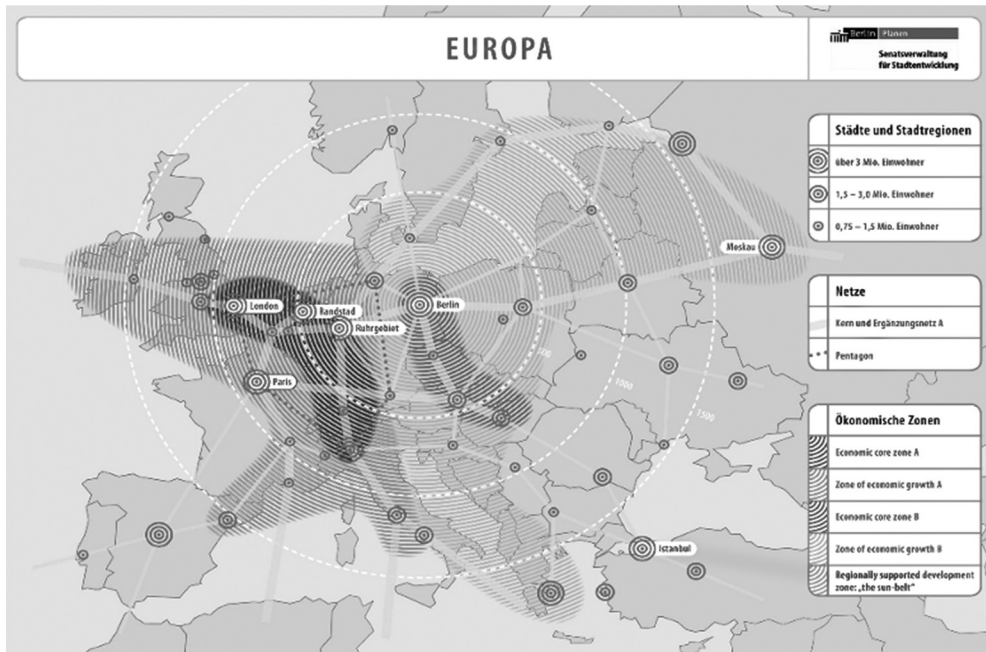 EUROPA
Berlin Planen
Senatsverwaltung
für Stadtentwicklung
Städte und Stadtregionen
über 3 Mio. Einwohner
1,5 – 3,0 Mio. Einwohner
0,75 – 1,5 Mio. Einwohner
Moskau
Netze
London
Randstad
Berlin
Ruhrgebiet
Kern und Ergänzungsnetz A
500
Pentagon
Paris
1000
1500
Ökonomische Zonen
Economic core zone A
Zone of economic growth A
Economic core zone B
Istanbul
Zone of economic growth B
Regionally supported development
zone: „the sun-belt“